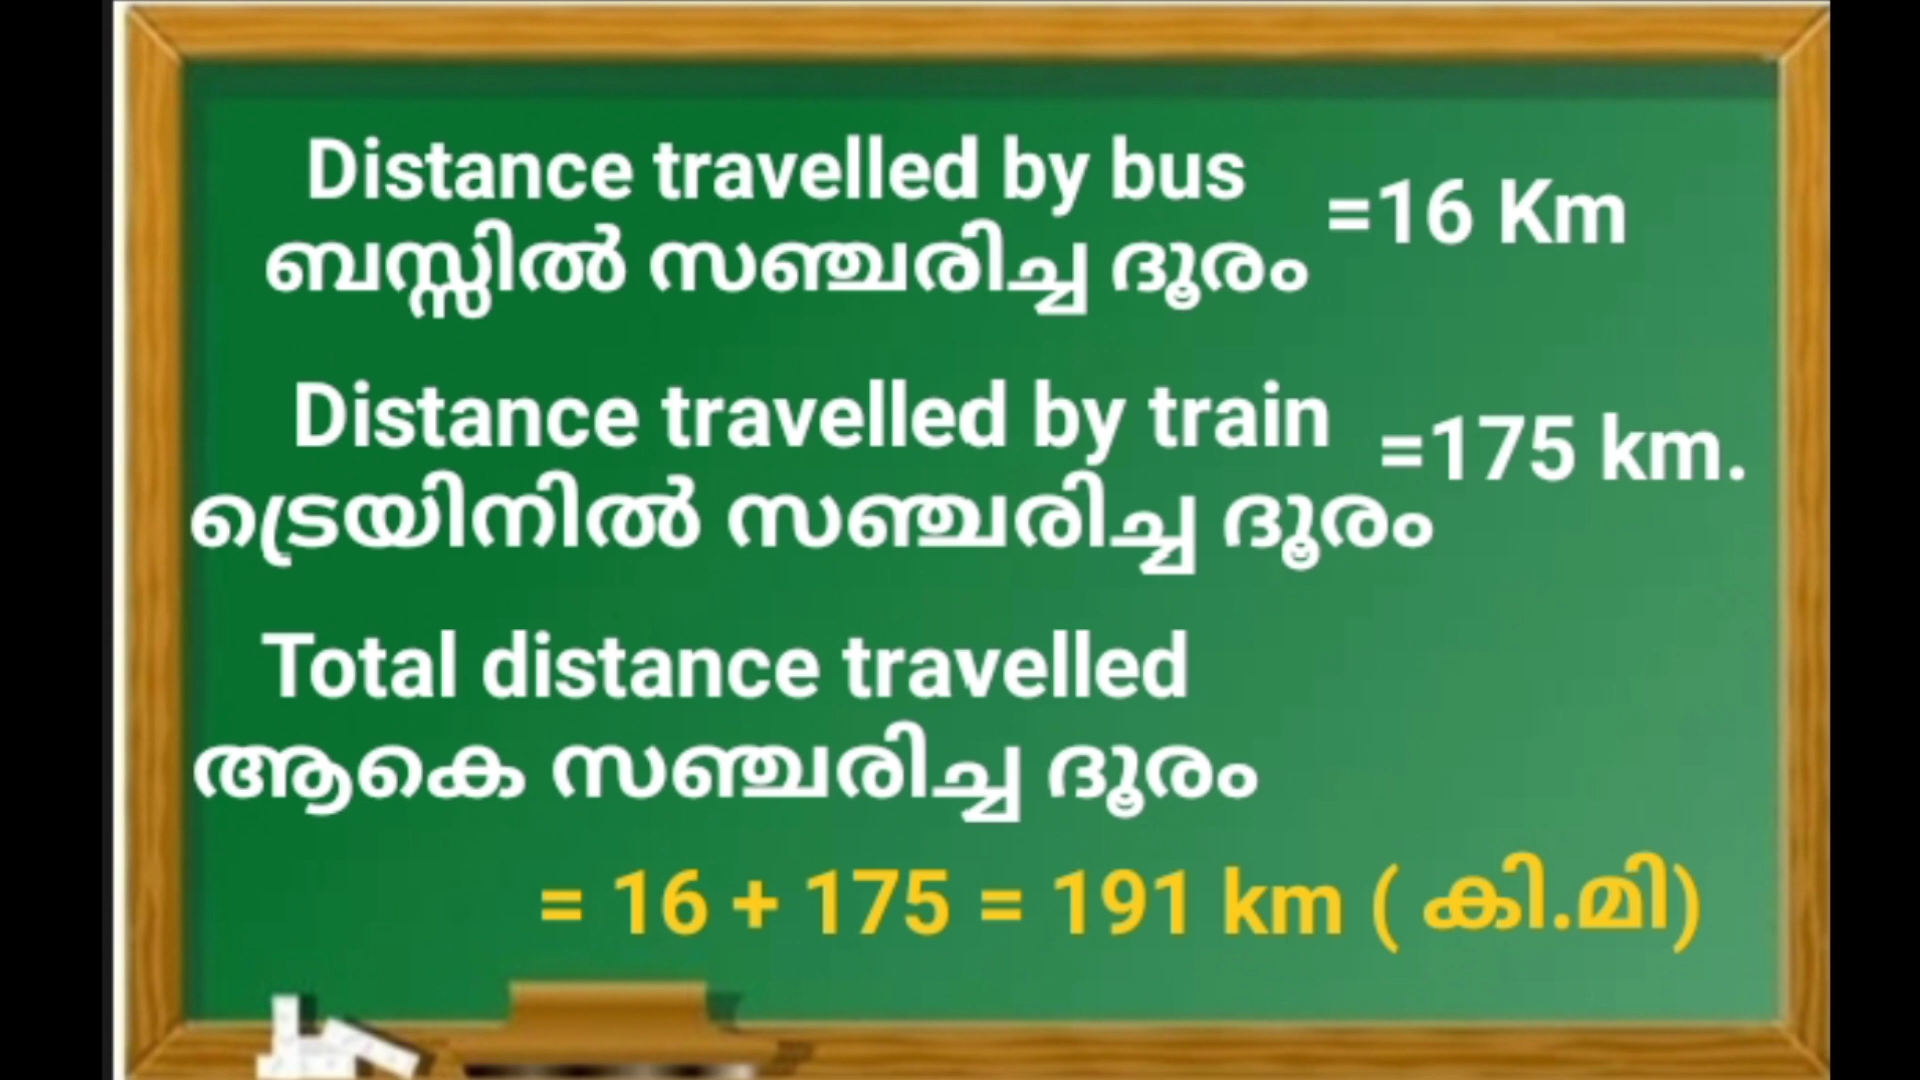 Distance travelled by bus
ബസ്സിൽ സഞ്ചരിച്ച ദൂരം =16 Km
Distance travelled by train
ട്രെയിനിൽ സഞ്ചരിച്ച ദൂരം =175 km.
Total distance travelled
ആകെ സഞ്ചരിച്ച ദൂരം
= 16 + 175 = 191 km ( കി.മി)